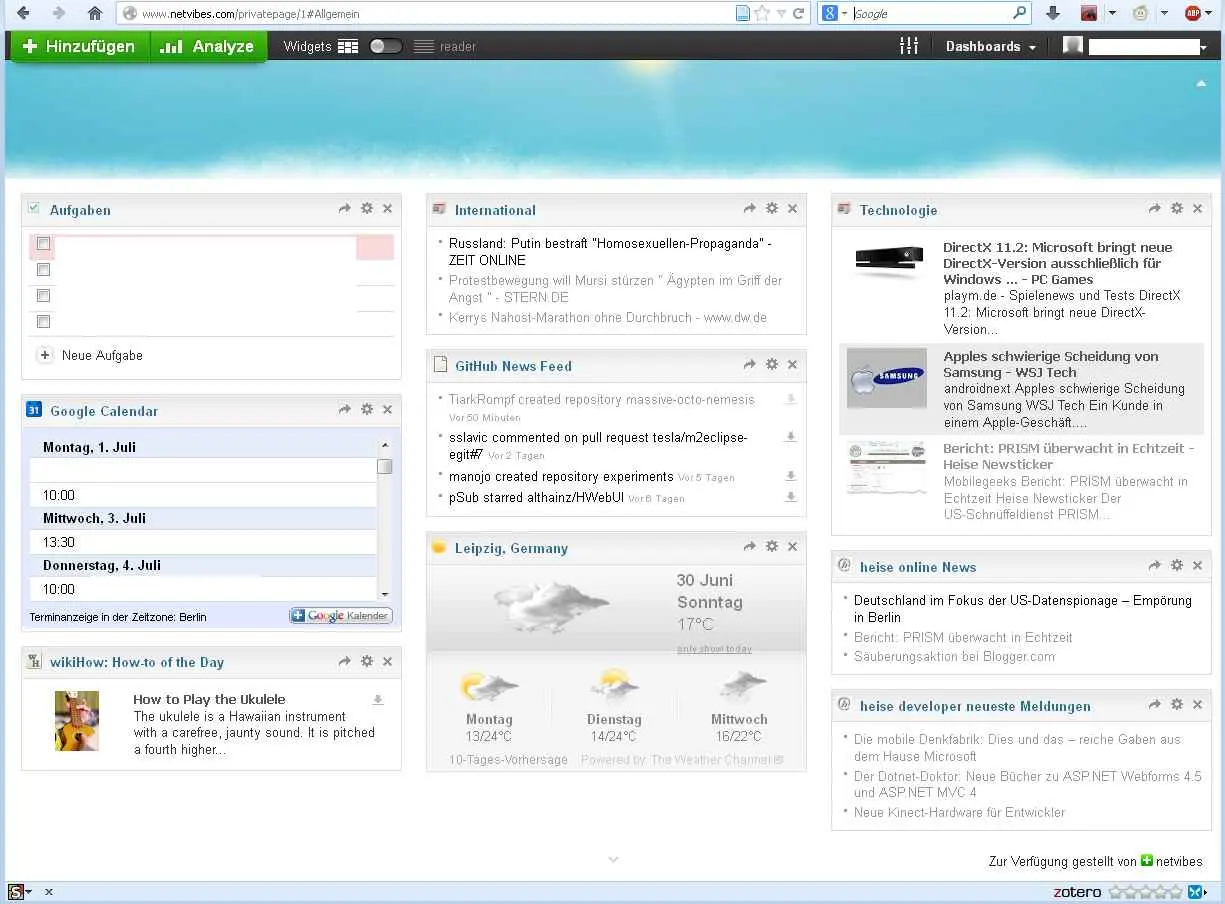 www.netvibes.com/privatepage/1#Allgemein
Google
Hinzufügen
Analyze
Widgets
reader
Dashboards
Aufgaben
Neue Aufgabe
Google Calendar
31
Montag, 1. Juli
10:00
Mittwoch, 3. Juli
13:30
Donnerstag, 4. Juli
10:00
Terminanzeige in der Zeitzone: Berlin
Google Kalender
wikiHow: How-to of the Day
How to Play the Ukulele
The ukulele is a Hawaiian instrument
with a carefree, jaunty sound. It is pitched
a fourth higher...
International
Russland: Putin bestraft "Homosexuellen-Propaganda" -
ZEIT ONLINE
Protestbewegung will Mursi stürzen " Ägypten im Griff der
Angst " - STERN.DE
Kerrys Nahost-Marathon ohne Durchbruch - www.dw.de
GitHub News Feed
TiarkRompf created repository massive-octo-nemesis
Vor 50 Minuten
sslavic commented on pull request tesla/m2eclipse-
egit#7 Vor 2 Tagen
manojo created repository experiments Vor 5 Tagen
pSub starred althainz/HWebUI Vor 6 Tagen
Leipzig, Germany
30 Juni
Sonntag
17°C
only show today
Montag
13/24°C
Dienstag
14/24°C
Mittwoch
16/22°C
10-Tages-Vorhersage
Powered by: The Weather Channel ®
Technologie
DirectX 11.2: Microsoft bringt neue
DirectX-Version ausschließlich für
Windows ... - PC Games
playm.de - Spielenews und Tests DirectX
11.2: Microsoft bringt neue DirectX-
Version...
SAMSUNG
Apples schwierige Scheidung von
Samsung - WSJ Tech
androidnext Apples schwierige Scheidung
von Samsung WSJ Tech Ein Kunde in
einem Apple-Geschäft....
Bericht: PRISM überwacht in Echtzeit -
Heise Newsticker
Mobilegeeks Bericht: PRISM überwacht in
Echtzeit Heise Newsticker Der
US-Schnüffeldienst PRISM...
heise online News
Deutschland im Fokus der US-Datenspionage – Empörung
in Berlin
Bericht: PRISM überwacht in Echtzeit
Säuberungsaktion bei Blogger.com
heise developer neueste Meldungen
Die mobile Denkfabrik: Dies und das – reiche Gaben aus
dem Hause Microsoft
Der Dotnet-Doktor: Neue Bücher zu ASP.NET Webforms 4.5
und ASP.NET MVC 4
Neue Kinect-Hardware für Entwickler
Zur Verfügung gestellt von netvibes
zotero